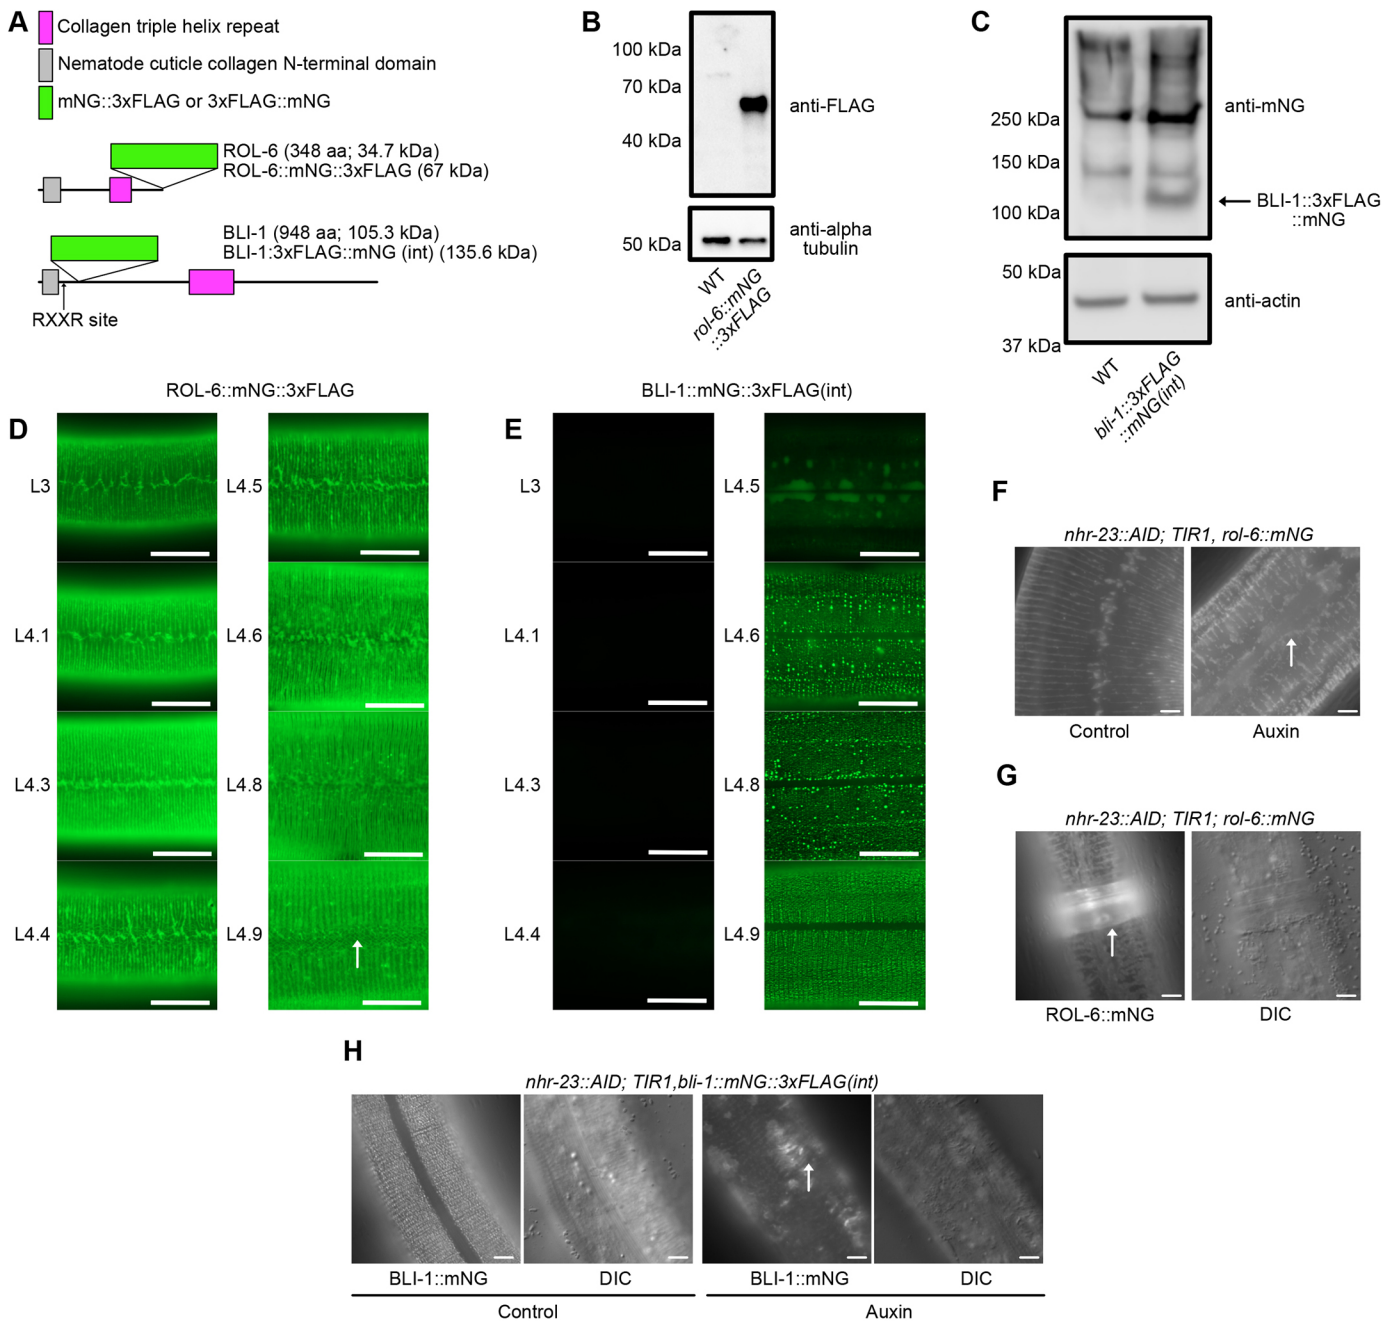 A
Collagen triple helix repeat
Nematode cuticle collagen N-terminal domain
mNG::3xFLAG or 3xFLAG::mNG
ROL-6 (348 aa; 34.7 kDa)
ROL-6::mNG::3xFLAG (67 kDa)
BLI-1 (948 aa; 105.3 kDa)
BLI-1:3xFLAG::mNG (int) (135.6 kDa)
RXXR site
B
100 kDa
70 kDa
40 kDa
anti-FLAG
50 kDa
anti-alpha
tubulin
WT
rol-6::mNG
::3xFLAG
C
250 kDa
150 kDa
100 kDa
anti-mNG
BLI-1::3xFLAG
::mNG
50 kDa
37 kDa
anti-actin
WT
bli-1::3xFLAG
::mNG(int)
D
ROL-6::mNG::3xFLAG
L3
L4.1
L4.3
L4.4
L4.5
L4.6
L4.8
L4.9
E
BLI-1::mNG::3xFLAG(int)
L3
L4.1
L4.3
L4.4
L4.5
L4.6
L4.8
L4.9
F
nhr-23::AID; TIR1, rol-6::mNG
Control
Auxin
G
nhr-23::AID; TIR1; rol-6::mNG
ROL-6::mNG
DIC
H
nhr-23::AID; TIR1,bli-1::mNG::3xFLAG(int)
BLI-1::mNG
DIC
BLI-1::mNG
DIC
Control
Auxin